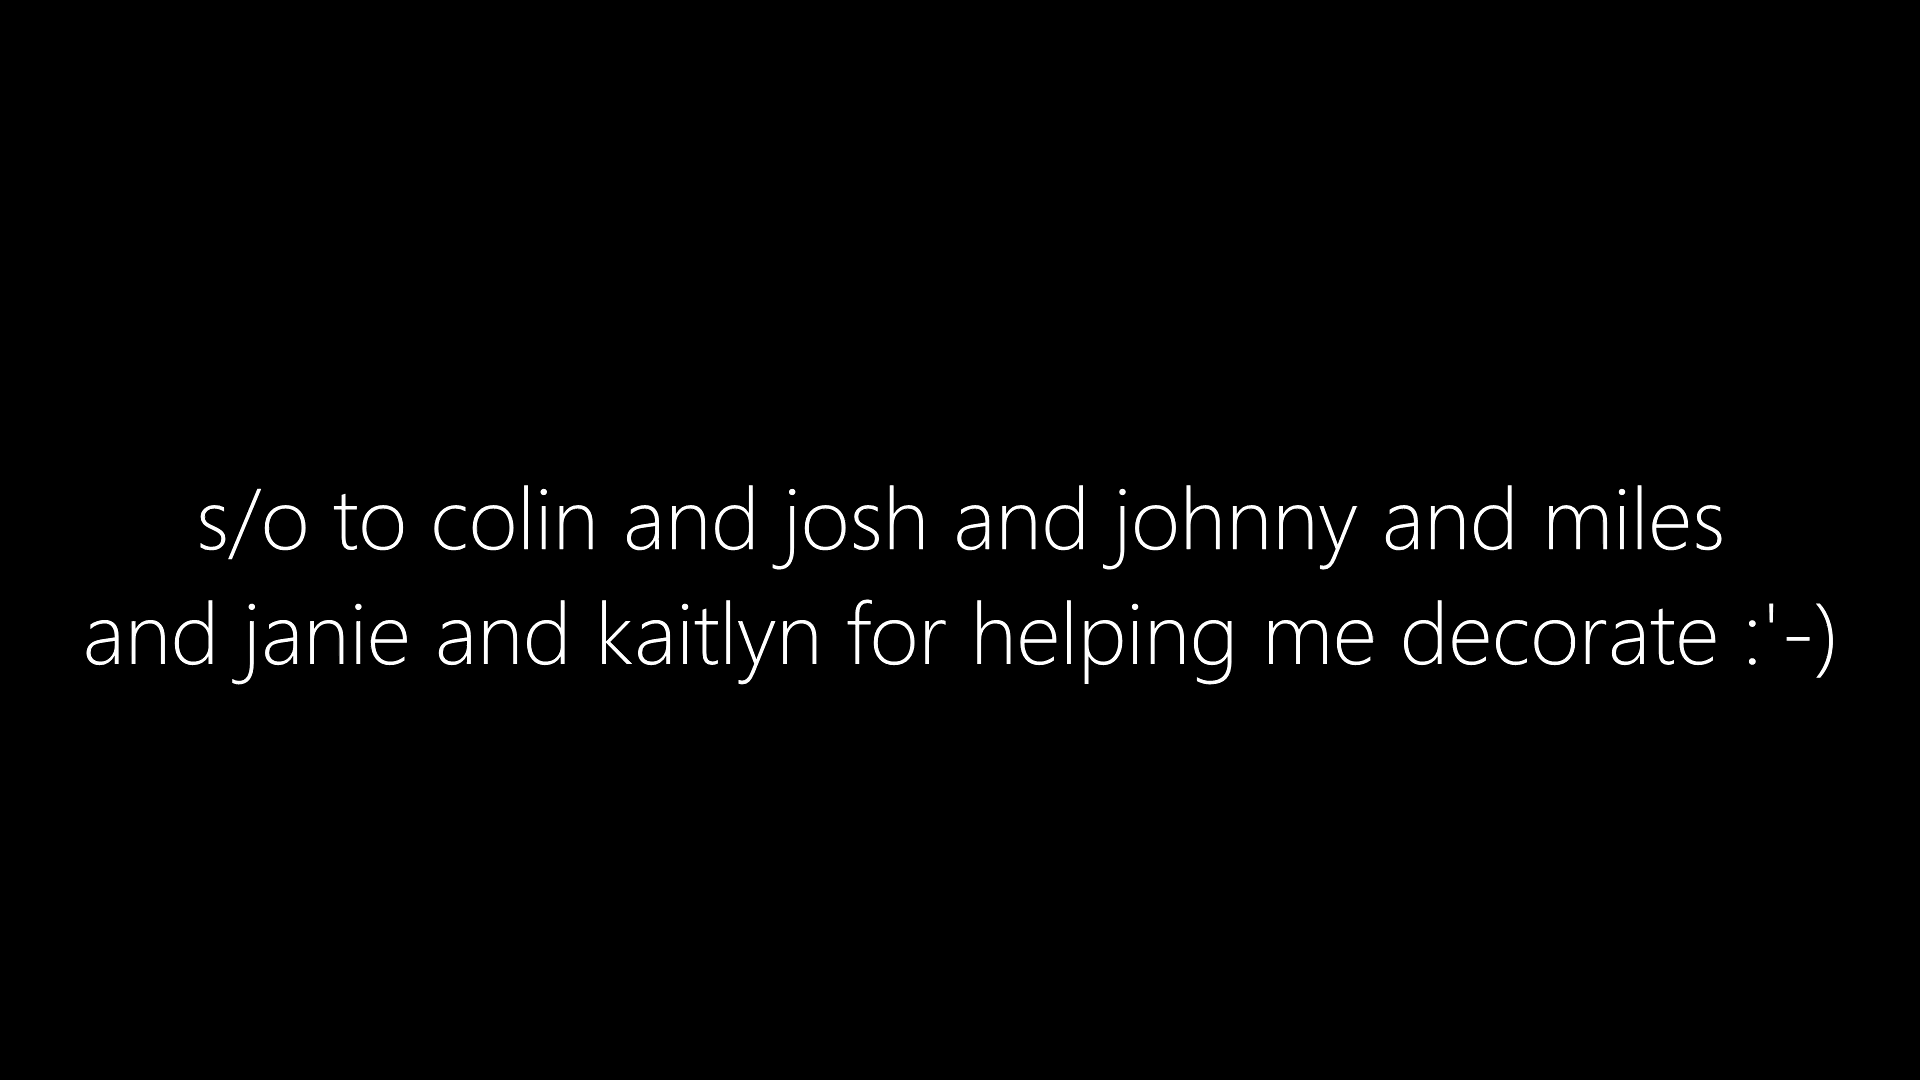 s/o to colin and josh and johnny and miles
and janie and kaitlyn for helping me decorate :'-)